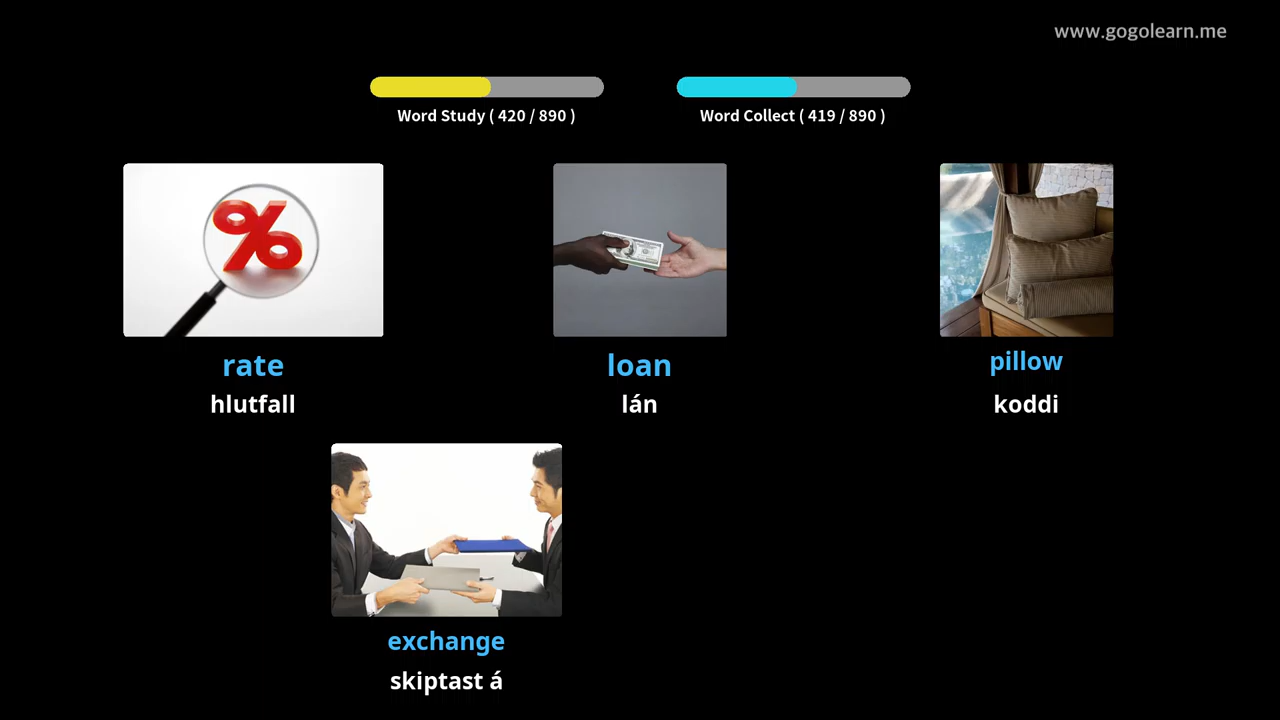 www.gogolearn.me
Word Study ( 420 / 890 )
Word Collect ( 419 / 890 )
rate
hlutfall
loan
lán
pillow
koddi
exchange
skiptast á